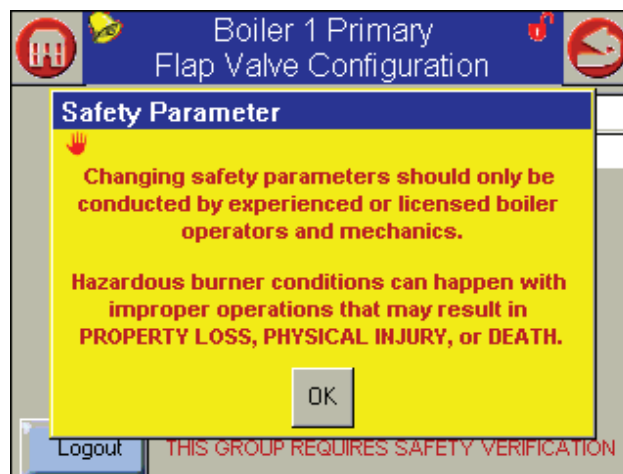 Boiler 1 Primary
Flap Valve Configuration
Safety Parameter
Changing safety parameters should only be
conducted by experienced or licensed boiler
operators and mechanics.
Hazardous burner conditions can happen with
improper operations that may result in
PROPERTY LOSS, PHYSICAL INJURY, or DEATH.
OK
Logout
THIS GROUP REQUIRES SAFETY VERIFICATION